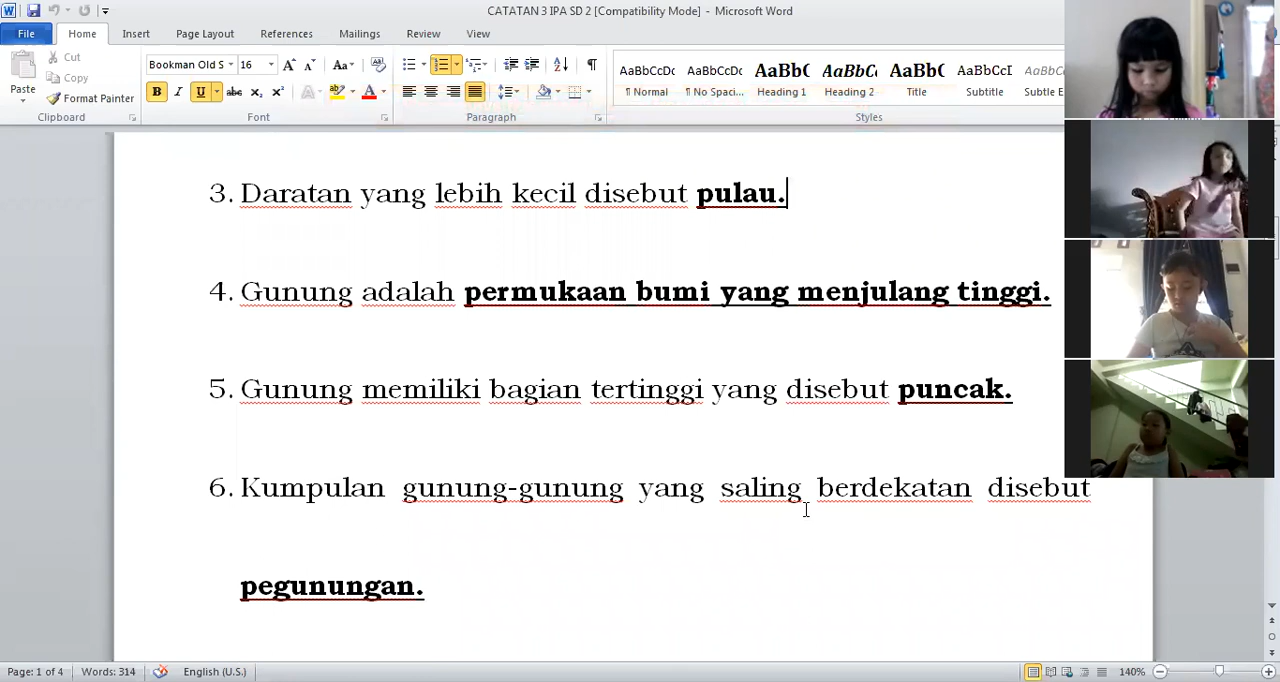 CATATAN 3 IPA SD 2 [Compatibility Mode] - Microsoft Word
File Home Insert Page Layout References Mailings Review View
Paste
Cut
Copy
Format Painter
Clipboard
Bookman Old S 16
Font
Paragraph
AaBbCcDc AaBbCcDc AaBbC AaBbC AaBbC AaBbCcD
¶ Normal ¶ No Spaci... Heading 1 Heading 2 Title Subtitle Subtle E
Styles
3. Daratan yang lebih kecil disebut pulau.
4. Gunung adalah permukaan bumi yang menjulang tinggi.
5. Gunung memiliki bagian tertinggi yang disebut puncak.
6. Kumpulan gunung-gunung yang saling berdekatan disebut
pegunungan.
Page: 1 of 4 Words: 314 English (U.S.) 140%